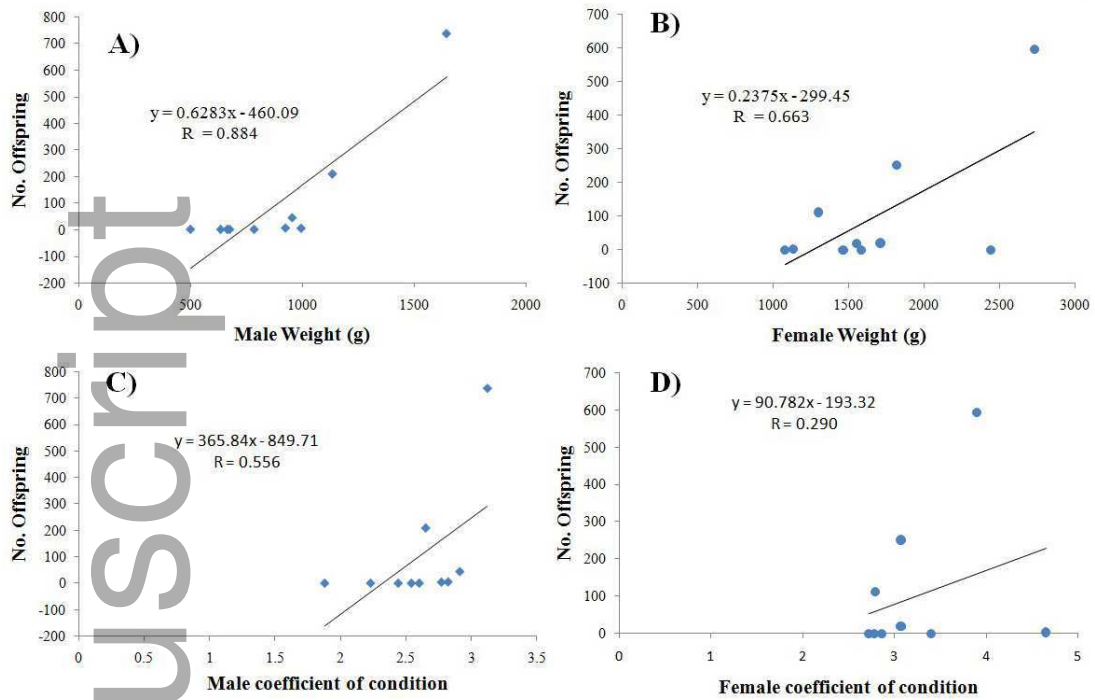 A)
800
700
600
500
400
300
200
100
0
-100
-200
No. Offspring
y = 0.6283x - 460.09
R = 0.884
0 500 1000 1500 2000
Male Weight (g)
B)
700
600
500
400
300
200
100
0
-100
No. Offspring
y = 0.2375x - 299.45
R = 0.663
0 500 1000 1500 2000 2500 3000
Female Weight (g)
C)
800
700
600
500
400
300
200
100
0
-100
-200
No. Offspring
y = 365.84x - 849.71
R = 0.556
0 0.5 1 1.5 2 2.5 3 3.5
Male coefficient of condition
D)
700
600
500
400
300
200
100
0
No. Offspring
y = 90.782x - 193.32
R = 0.290
0 1 2 3 4 5
Female coefficient of condition
uscript